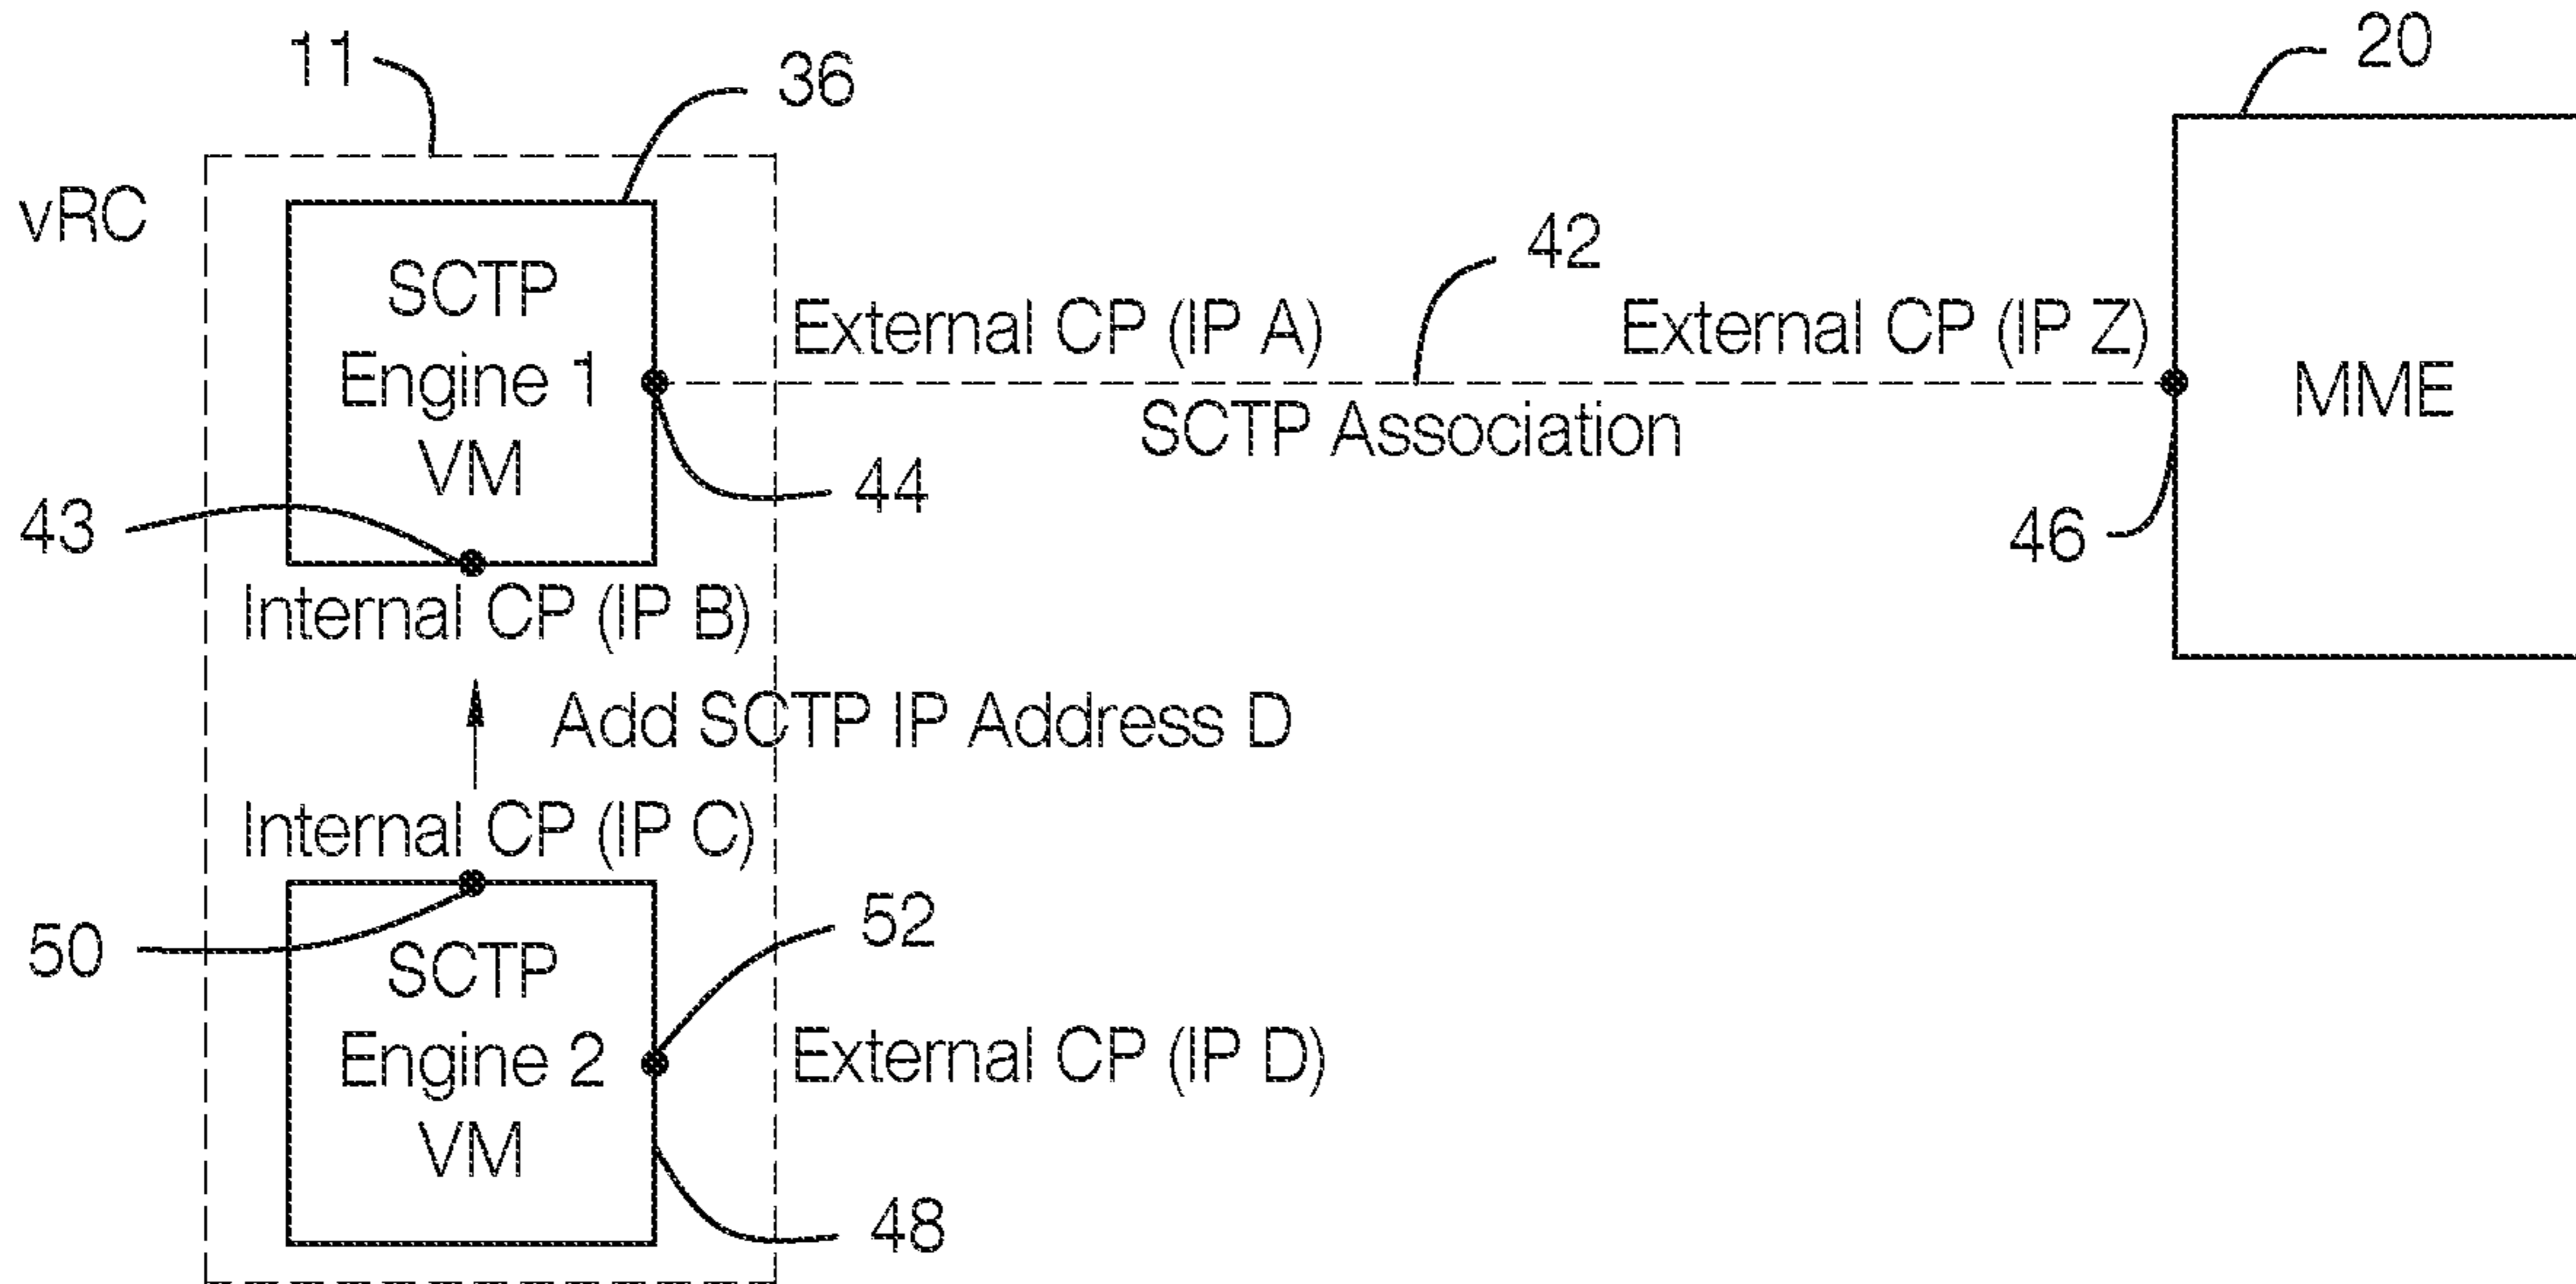 11
36
20
vRC
SCTP
Engine 1
VM
42
External CP (IP A)
External CP (IP Z)
MME
SCTP Association
44
43
46
Internal CP (IP B)
Add SCTP IP Address D
Internal CP (IP C)
50
52
SCTP
Engine 2
VM
External CP (IP D)
48